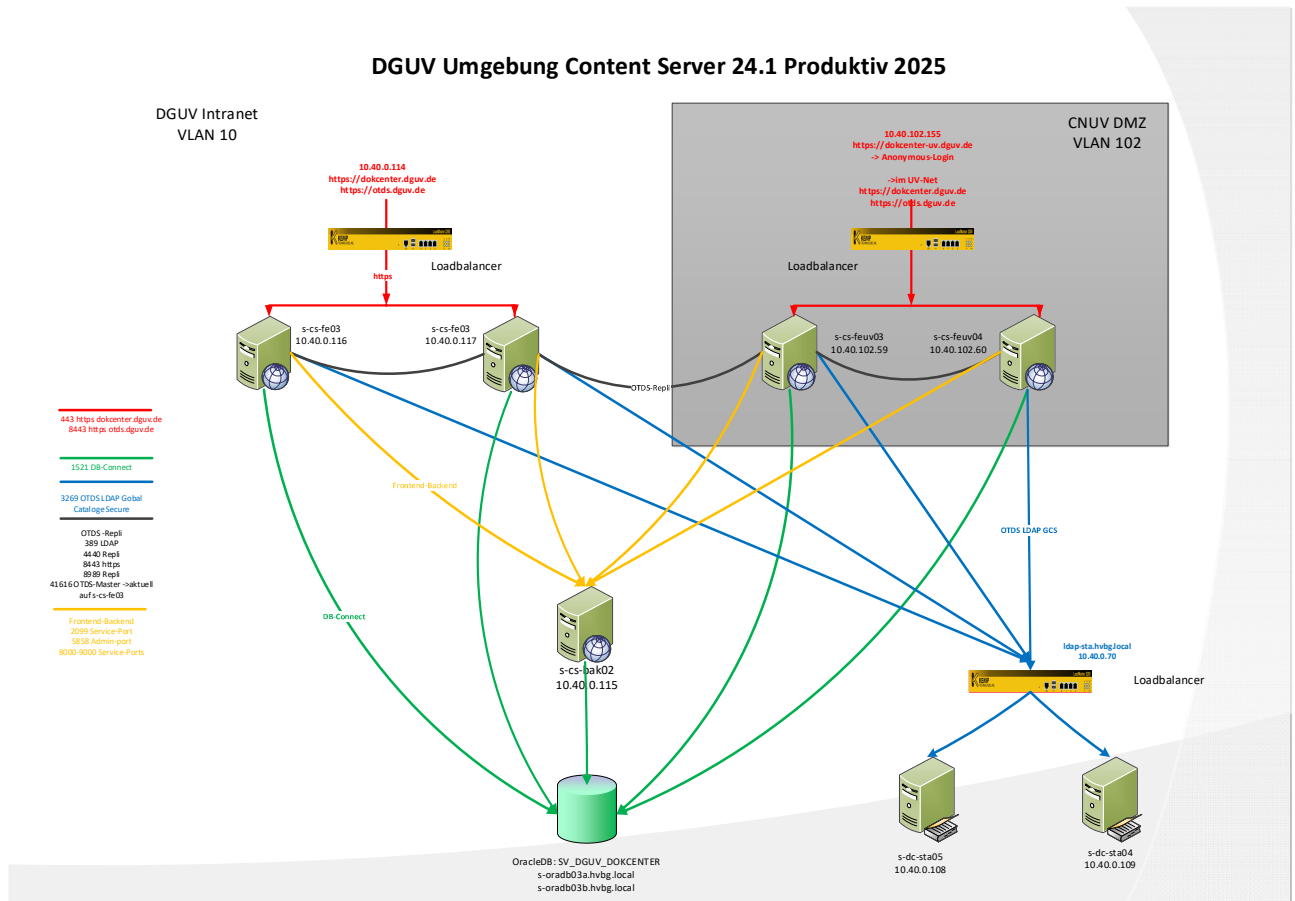 DGUV Umgebung Content Server 24.1 Produktiv 2025
DGUV Intranet
VLAN 10
CNUV DMZ
VLAN 102
10.40.0.114
https://dokcenter.dguv.de
https://otds.dguv.de
10.40.102.155
https://dokcenter-uv.dguv.de
-> Anonymous-Login
->im UV-Net
https://dokcenter.dguv.de
https://otds.dguv.de
KEMP
KEMP
Loadbalancer
Loadbalancer
https
s-cs-fe03
10.40.0.116
s-cs-fe03
10.40.0.117
s-cs-feuv03
10.40.102.59
s-cs-feuv04
10.40.102.60
OTDS-Repli
443 https dokcenter.dguv.de
8443 https otds.dguv.de
1521 DB-Connect
3269 OTDS LDAP Global
Cataloge Secure
OTDS -Repli
389 LDAP
4440 Repli
8443 https
8989 Repli
41616 OTDS-Master ->aktuell
auf s-cs-fe03
Frontend-Backend
2099 Service-Port
5858 Admin-port
8000-9000 Service-Ports
Frontend-Backend
OTDS LDAP GCS
DB-Connect
s-cs-bak02
10.40.0.115
ldap-sta.hvbg.local
10.40.0.70
KEMP
Loadbalancer
OracleDB: SV_DGUV_DOKCENTER
s-oradb03a.hvbg.local
s-oradb03b.hvbg.local
s-dc-sta05
10.40.0.108
s-dc-sta04
10.40.0.109